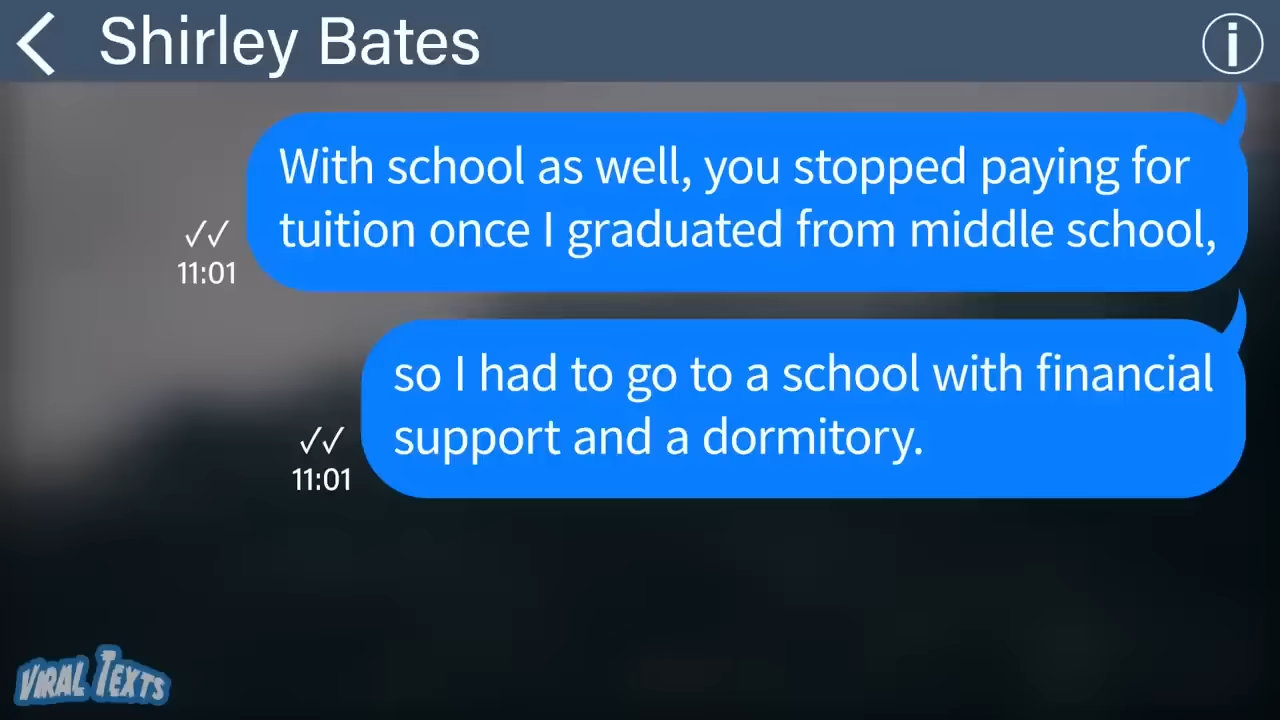 Shirley Bates
i
With school as well, you stopped paying for
tuition once I graduated from middle school,
✓✓
11:01
so I had to go to a school with financial
support and a dormitory.
✓✓
11:01
VIRAL TEXTS